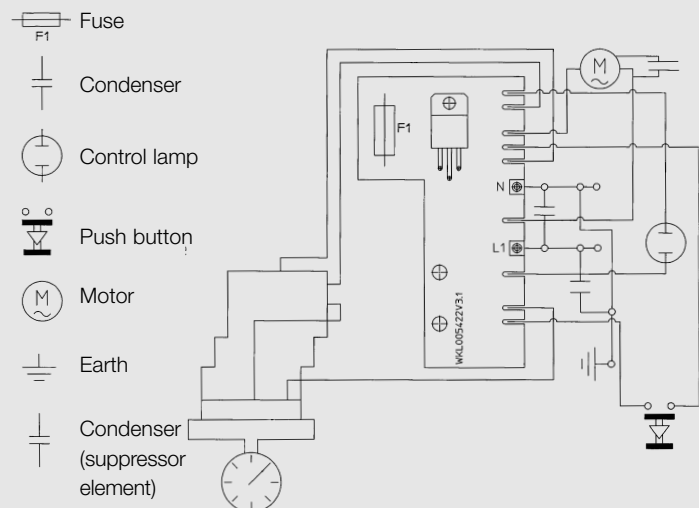 Fuse
F1
Condenser
Control lamp
Push button
M
Motor
Earth
Condenser
(suppressor
element)
F1
M
N
L1
WKL005422V3.1